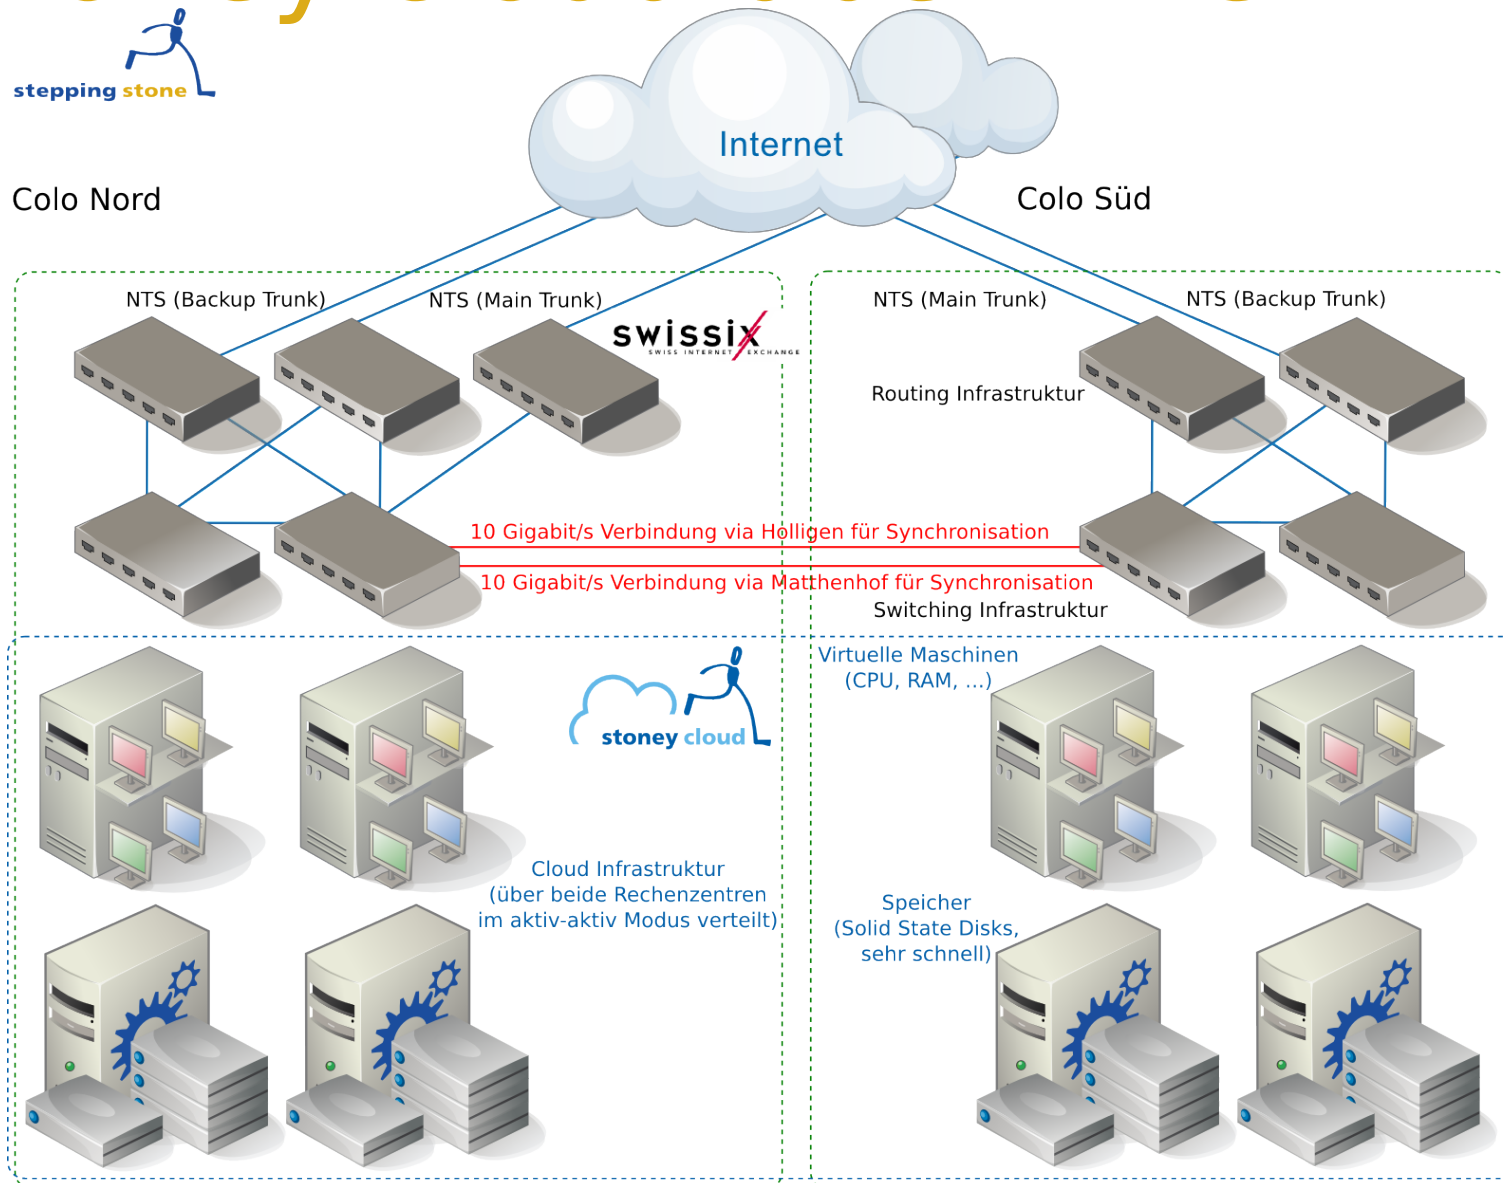 stepping stone
Internet
Colo Nord
Colo Süd
NTS (Backup Trunk)
NTS (Main Trunk)
NTS (Main Trunk)
NTS (Backup Trunk)
swissix
SWISS INTERNET EXCHANGE
Routing Infrastruktur
10 Gigabit/s Verbindung via Holligen für Synchronisation
10 Gigabit/s Verbindung via Matthenhof für Synchronisation
Switching Infrastruktur
Virtuelle Maschinen
(CPU, RAM, ...)
stoney cloud
Cloud Infrastruktur
(über beide Rechenzentren
im aktiv-aktiv Modus verteilt)
Speicher
(Solid State Disks,
sehr schnell)